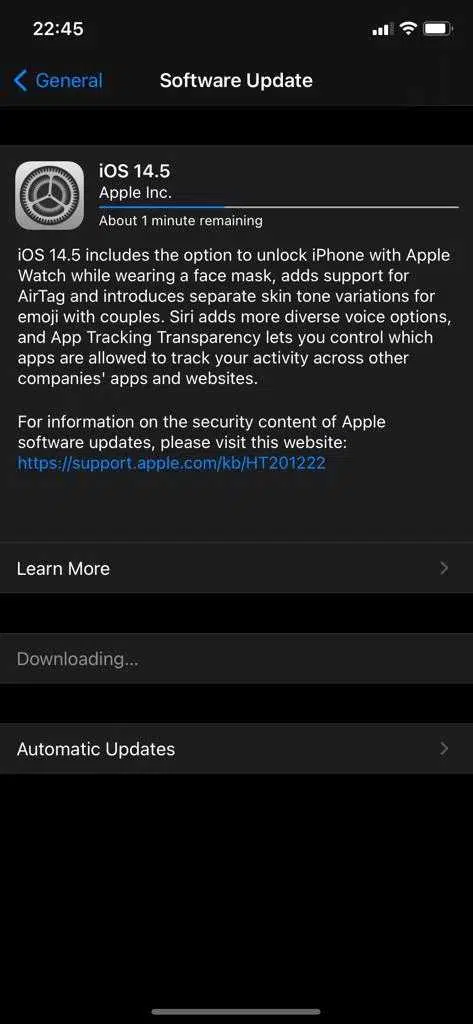 22:45
General
Software Update
iOS 14.5
Apple Inc.
About 1 minute remaining
iOS 14.5 includes the option to unlock iPhone with Apple
Watch while wearing a face mask, adds support for
AirTag and introduces separate skin tone variations for
emoji with couples. Siri adds more diverse voice options,
and App Tracking Transparency lets you control which
apps are allowed to track your activity across other
companies' apps and websites.
For information on the security content of Apple
software updates, please visit this website:
https://support.apple.com/kb/HT201222
Learn More
Downloading...
Automatic Updates